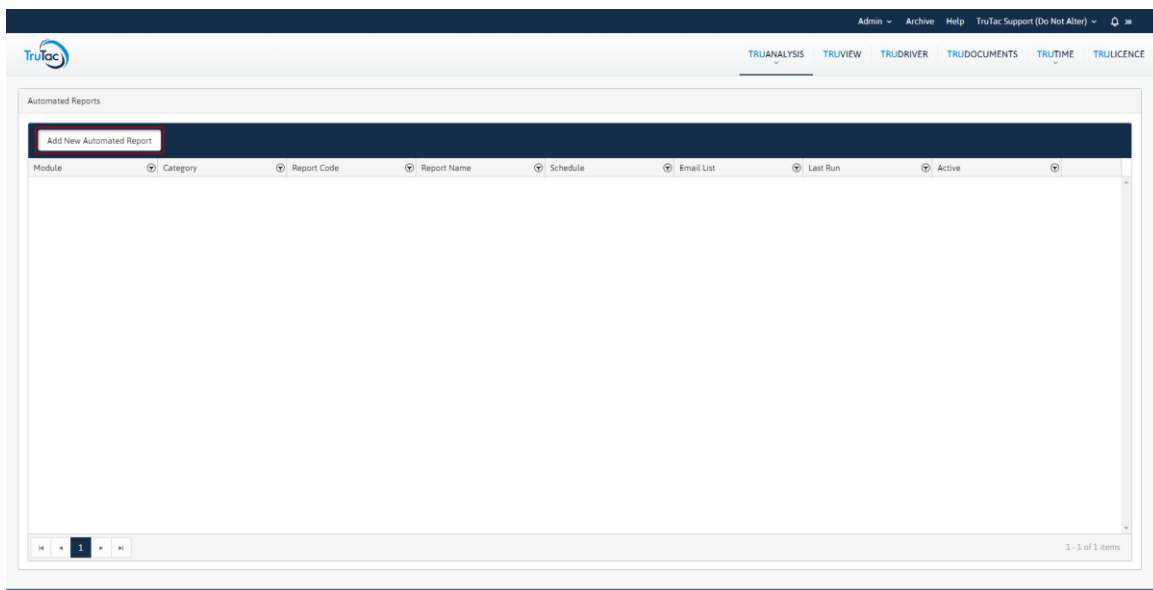 Admin Archive Help TruTac Support (Do Not Alter)
TruTac
TRUANALYSIS TRUVIEW TRUDRIVER TRUDOCUMENTS TRUTIME TRULICENCE
Automated Reports
Add New Automated Report
Module Category Report Code Report Name Schedule Email List Last Run Active
1
1 - 1 of 1 items